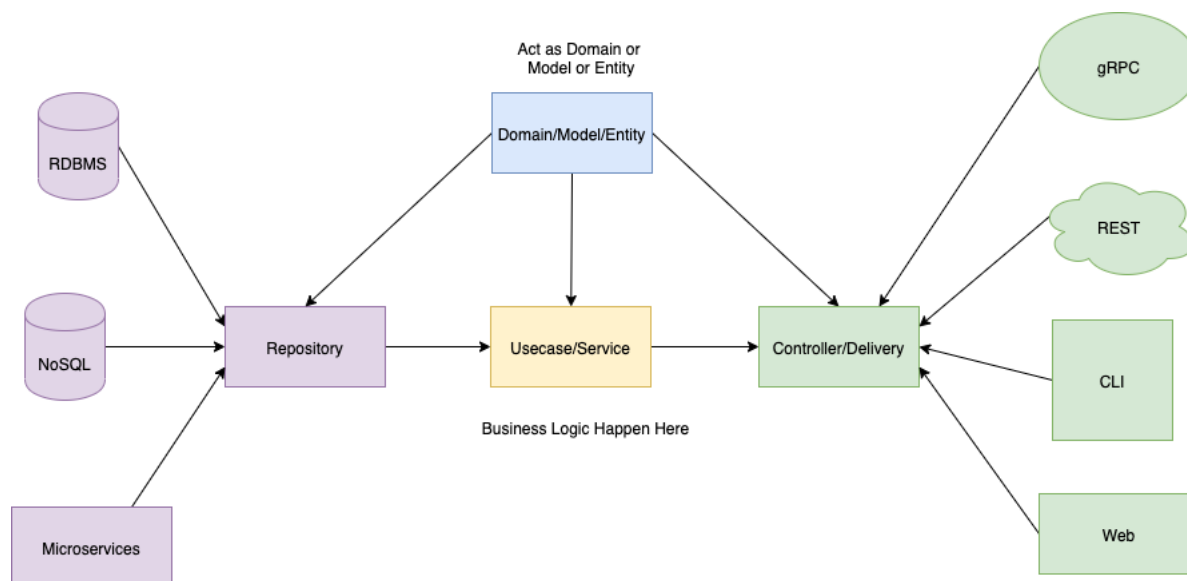 Act as Domain or
Model or Entity
gRPC
Domain/Model/Entity
RDBMS
REST
Repository
Usecase/Service
Controller/Delivery
NoSQL
CLI
Business Logic Happen Here
Microservices
Web